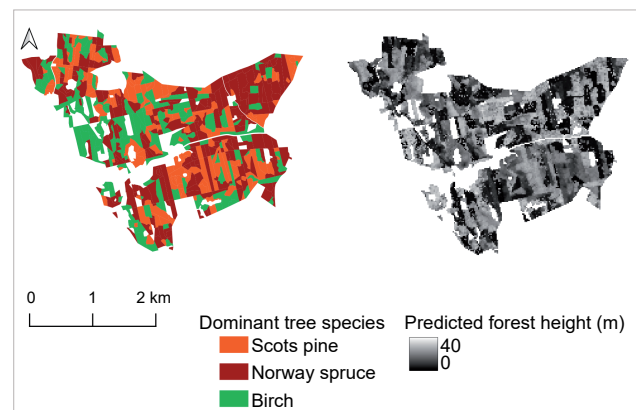 0 1 2 km
Dominant tree species
Scots pine
Norway spruce
Birch
Predicted forest height (m)
40
0